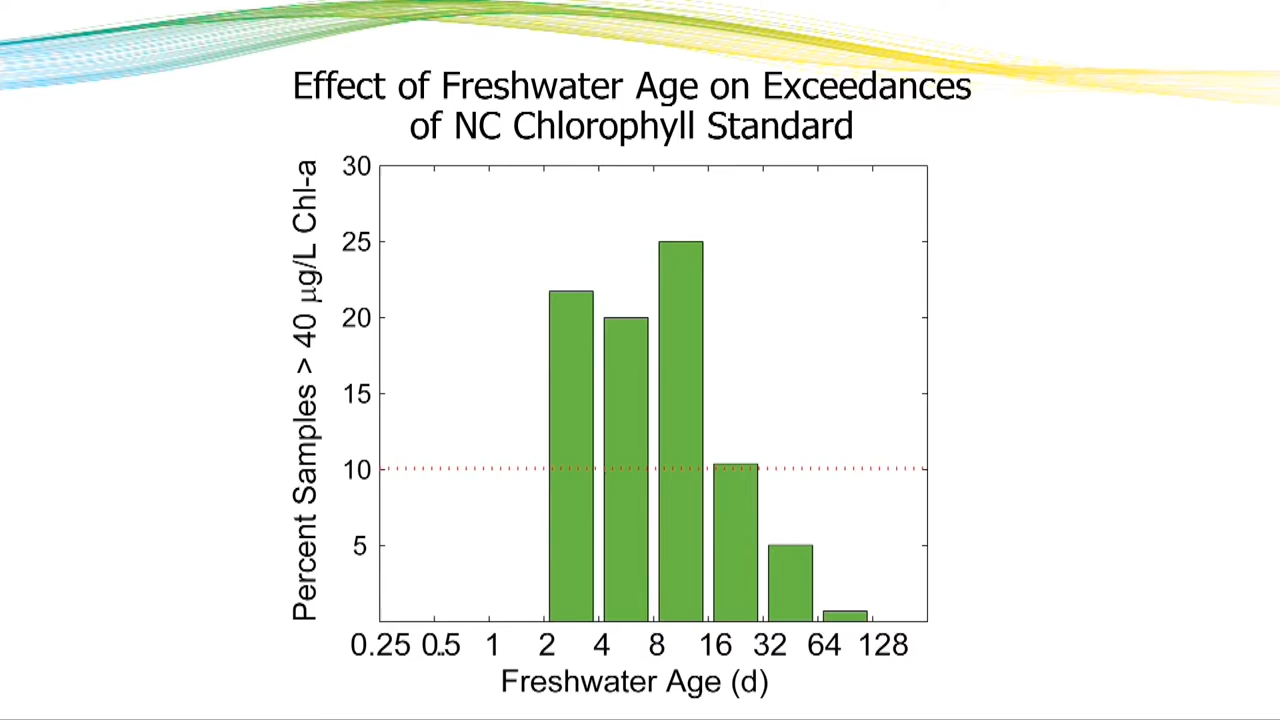 Effect of Freshwater Age on Exceedances
of NC Chlorophyll Standard
Percent Samples > 40 µg/L Chl-a
30
25
20
15
10
5
0.25 0.5 1 2 4 8 16 32 64 128
Freshwater Age (d)